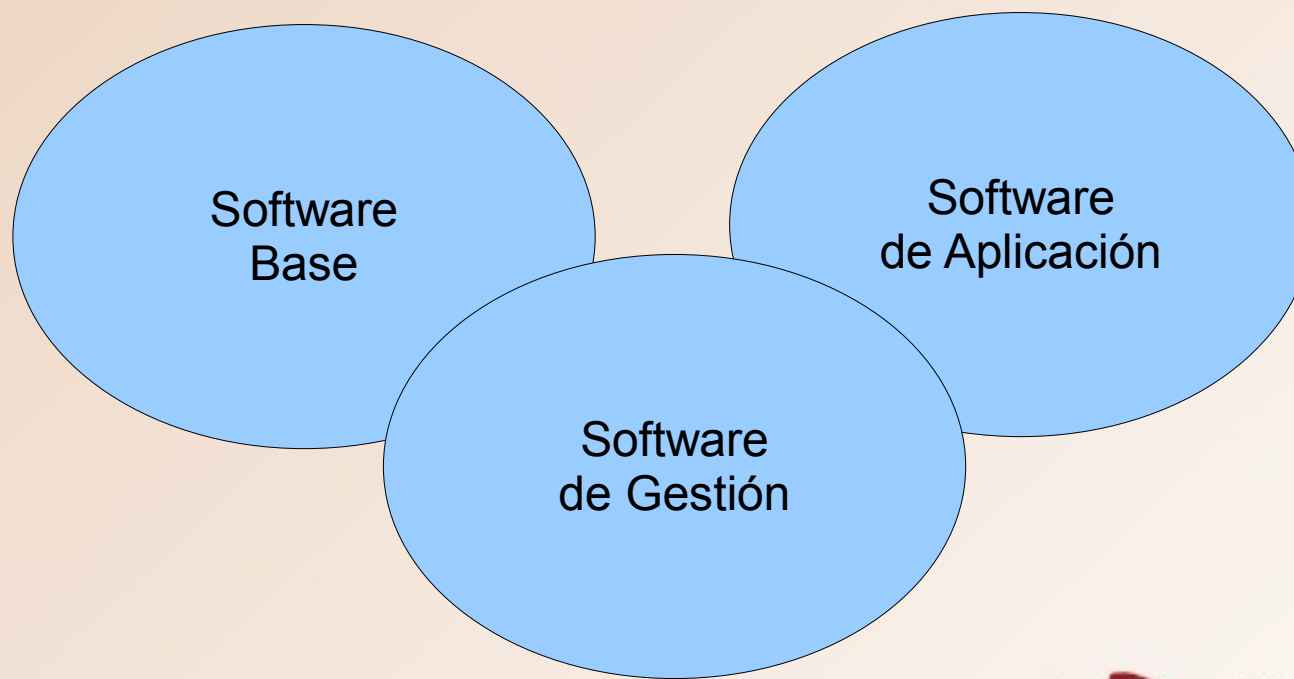 Software
Base
Software
de Aplicación
Software
de Gestión